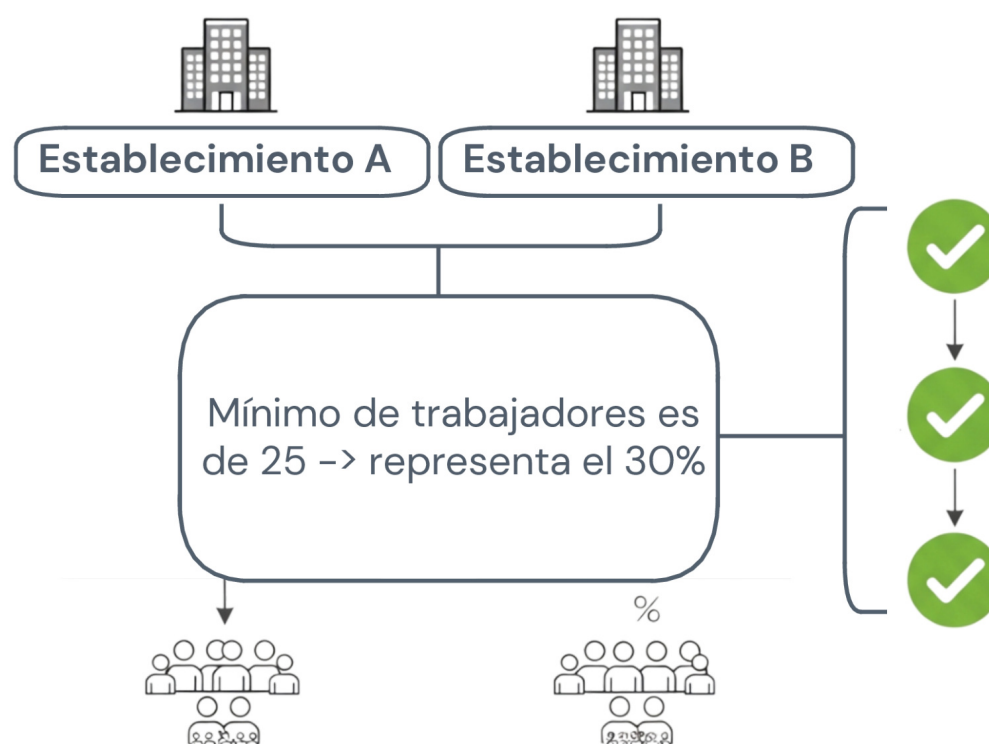 Establecimiento A
Establecimiento B
Mínimo de trabajadores es
de 25 -> representa el 30%
%